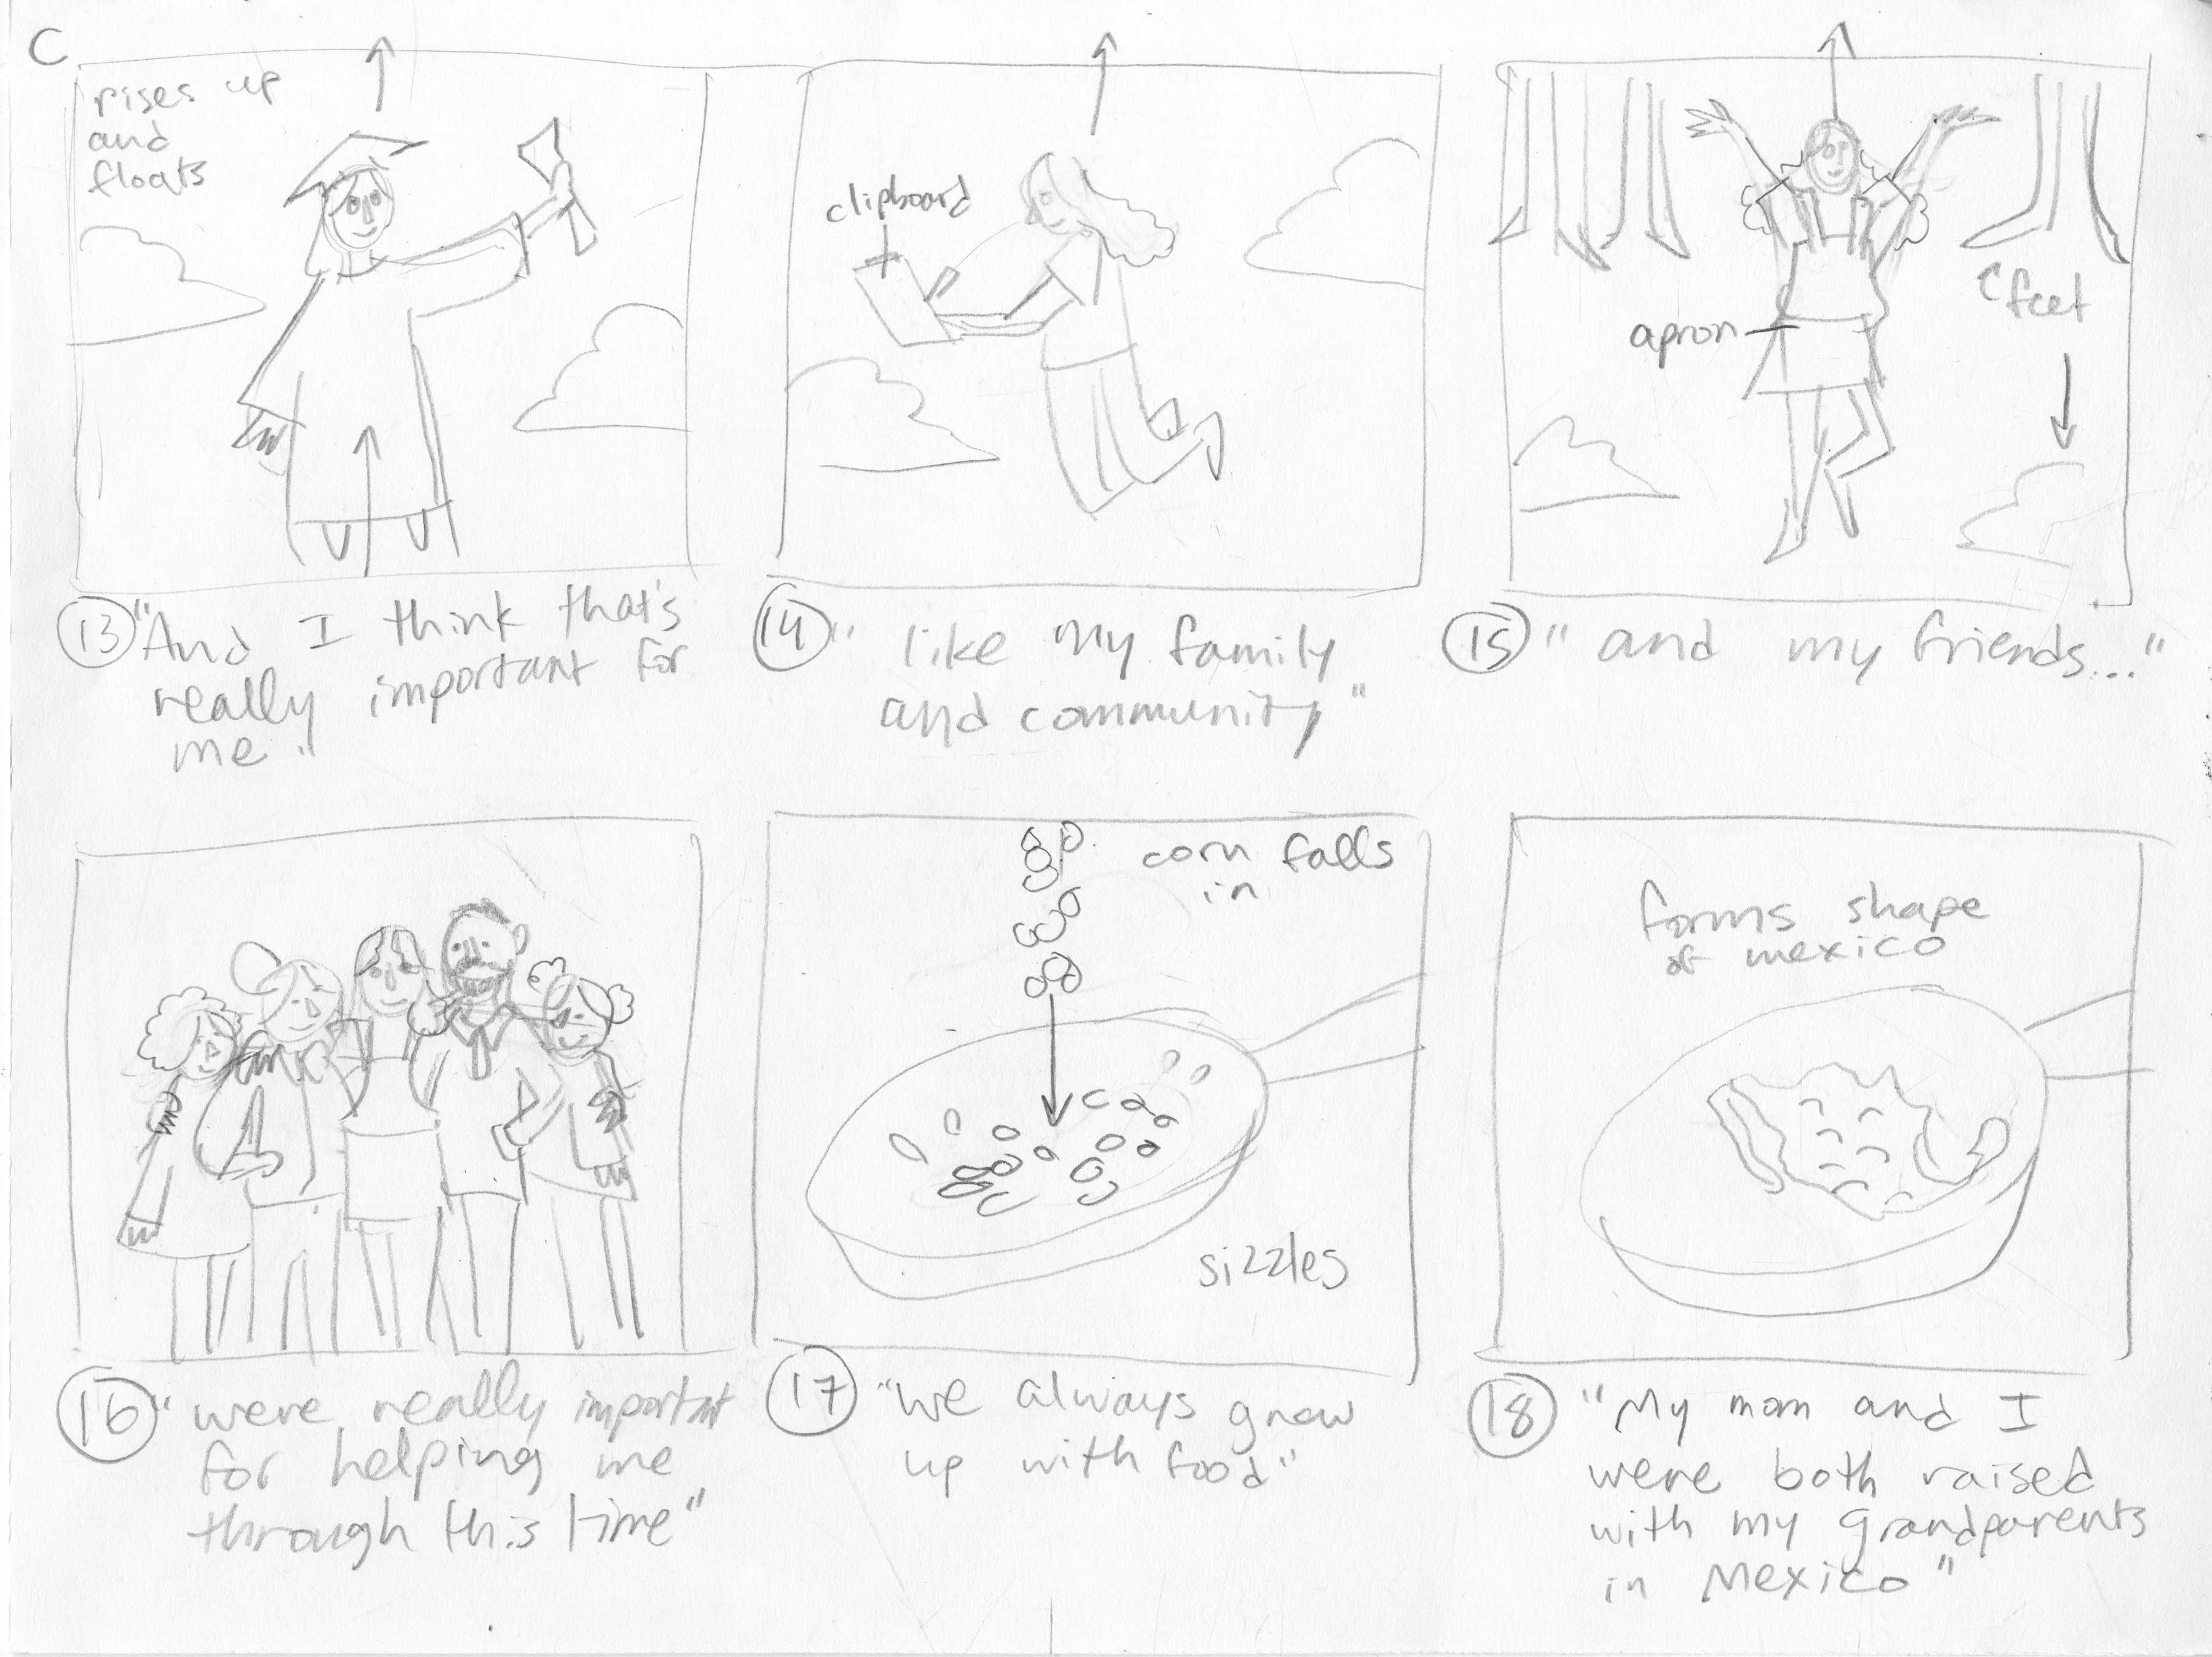 C
rises up
and
floats
clipboard
apron
feet
13 "And I think that's
really important for
me"
14 " like my family
and community"
15 " and my friends..."
corn falls
in
sizzles
forms shape
of mexico
16 " were really important
for helping me
through this time"
17 "we always grew
up with food"
18 "My mom and I
were both raised
with my grandparents
in Mexico"